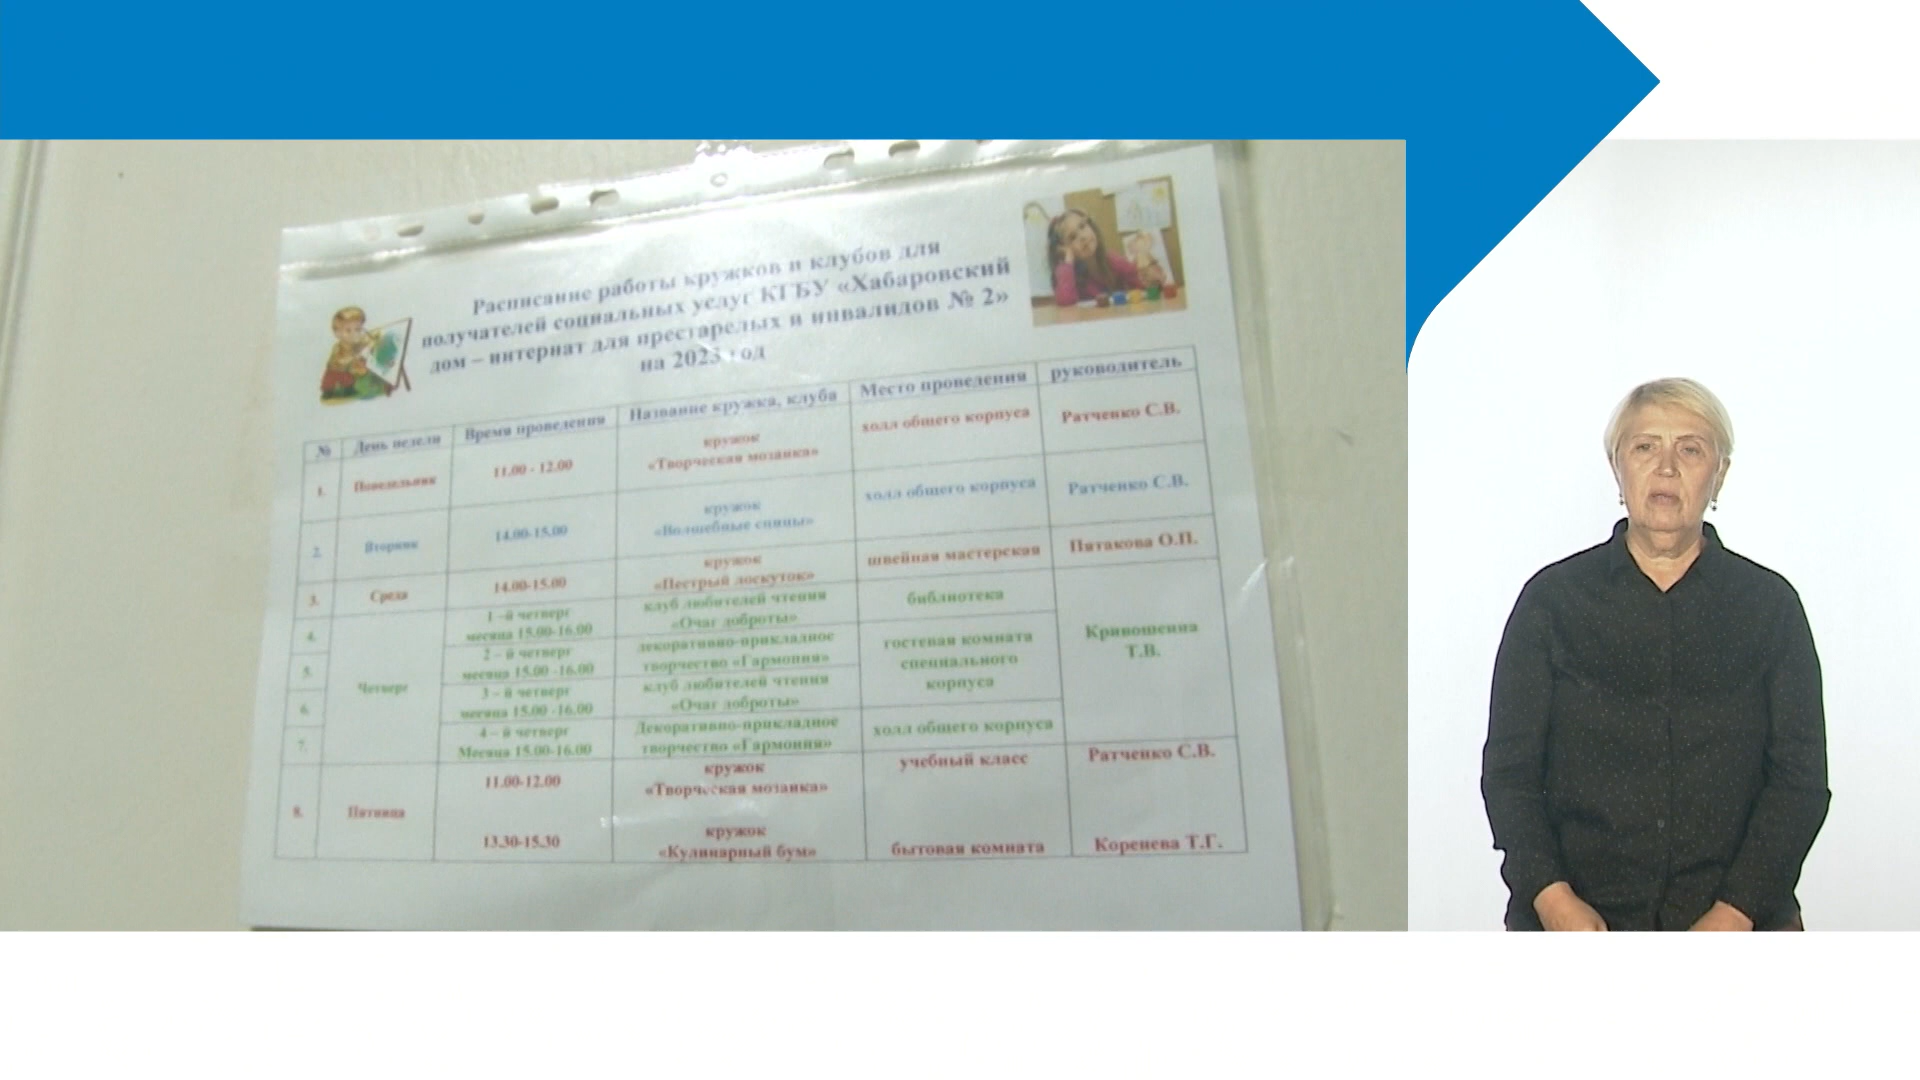 Расписание работы кружков и клубов для
получателей социальных услуг КГБУ «Хабаровский
дом – интернат для престарелых и инвалидов № 2»
на 2023 год
№ День недели Время проведения Название кружка, клуба Место проведения руководитель
1. Понедельник 11.00 - 12.00 кружок
«Творческая мозаика» холл общего корпуса Ратченко С.В.
2. Вторник 14.00-15.00 кружок
«Волшебные спицы» холл общего корпуса Ратченко С.В.
3. Среда 14.00-15.00 кружок
«Пестрый лоскуток» швейная мастерская Пятакова О.П.
4. Четверг 1 –й четверг
месяца 15.00-16.00 клуб любителей чтения
«Очаг доброты» библиотека Кривошеина
Т.В.
5. 2 – й четверг
месяца 15.00 -16.00 декоративно-прикладное
творчество «Гармония» гостевая комната
специального
корпуса
6. 3 – й четверг
месяца 15.00 -16.00 клуб любителей чтения
«Очаг доброты»
7. 4 – й четверг
Месяца 15.00-16.00 Декоративно-прикладное
творчество «Гармония» холл общего корпуса
8. Пятница 11.00-12.00 кружок
«Творческая мозаика» учебный класс Ратченко С.В.
13.30-15.30 кружок
«Кулинарный бум» бытовая комната Коренева Т.Г.